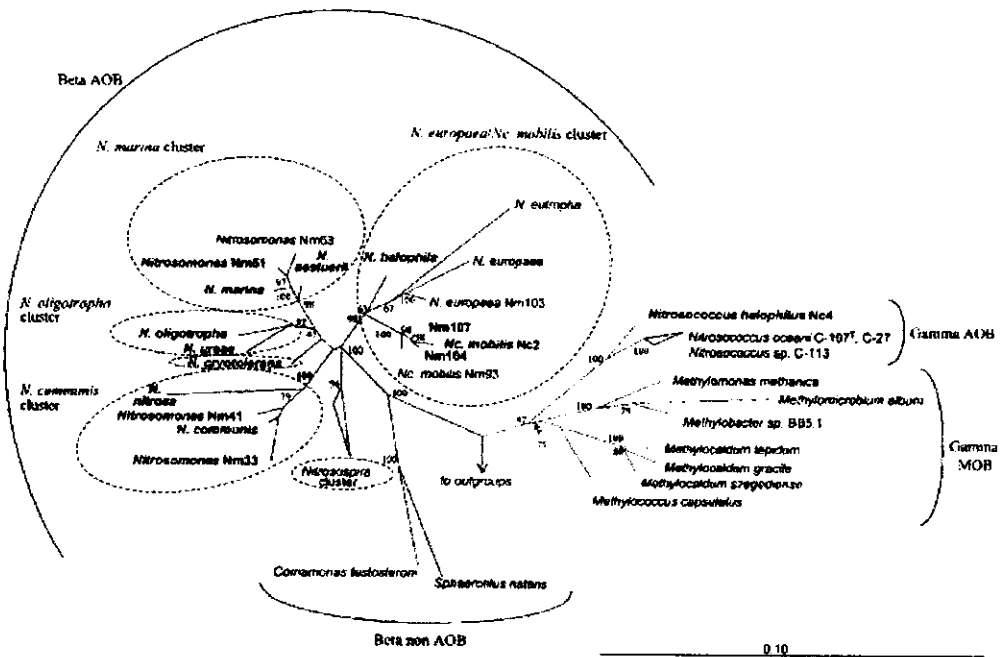 Beta AOB
N. marina cluster
N. europaea/Nc. mobilis cluster
N. eutropha
Nitrosomonas Nm63
N. aestuarii
N. halophila
Nitrosomonas Nm51
N. europaea
N. marina
N. europaea Nm103
N. oligotropha
cluster
N. oligotropha
N. ureae
Nm107
Nc. mobilis Nc2
Nm104
Nc. mobilis Nm93
N. communis
cluster
N.
nitrosa
Nitrosomonas Nm41
N. communis
Nitrosomonas Nm33
Nitrosospira
cluster
to outgroups
Nitrosococcus halophilus Nc4
Nitrosococcus oceani C-107T, C-27
Nitrosococcus sp. C-113
Gamma AOB
Methylomonas methanica
Methylomicrobium album
Methylobacter sp. BB5.1
Methylocaldum tepidum
Methylocaldum gracile
Methylocaldum szegediense
Methylococcus capsulatus
Gamma
MOB
Comamonas testosteroni
Sphaerotilus natans
Beta non AOB
0.10